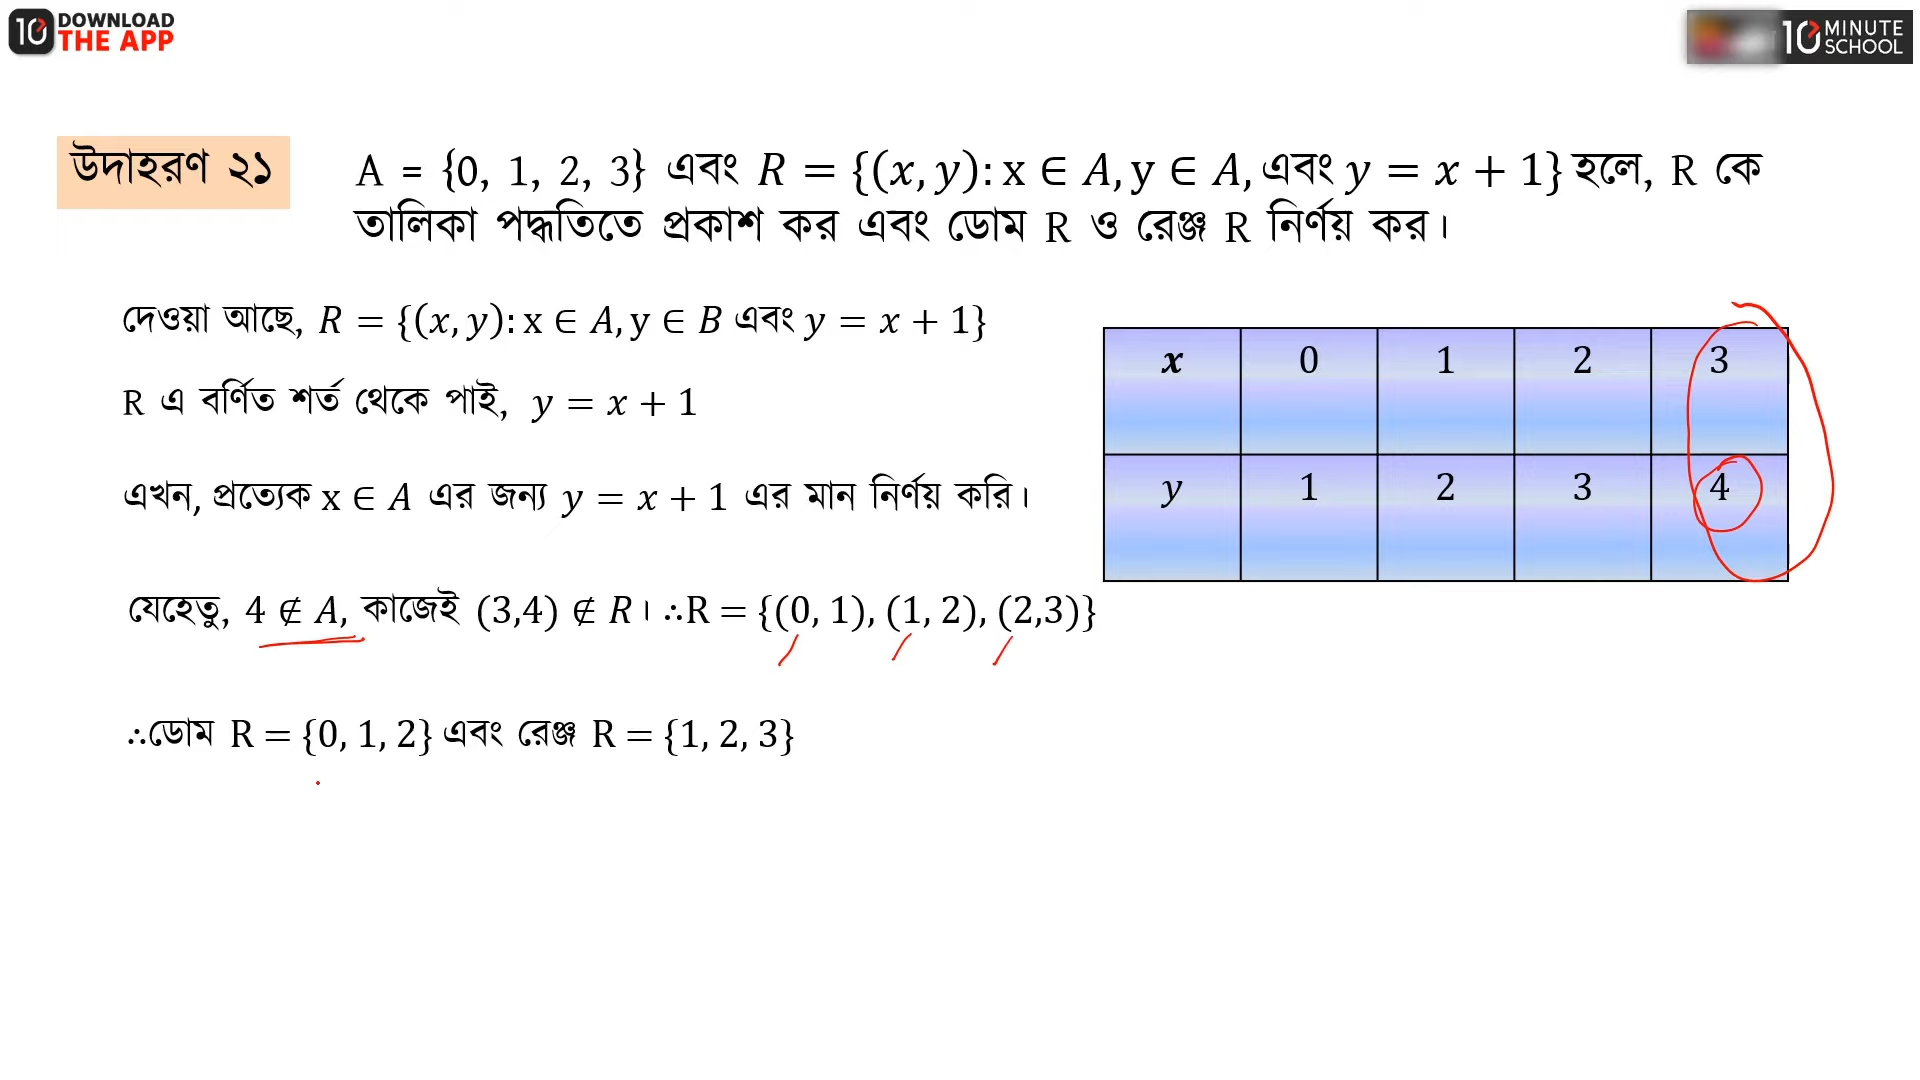 10 DOWNLOAD THE APP
10 MINUTE SCHOOL
উদাহরণ ২১
A = {0, 1, 2, 3} এবং R = {(x, y): x ∈ A, y ∈ A, এবং y = x + 1} হলে, R কে
তালিকা পদ্ধতিতে প্রকাশ কর এবং ডোম R ও রেঞ্জ R নির্ণয় কর।
দেওয়া আছে, R = {(x, y): x ∈ A, y ∈ B এবং y = x + 1}
R এ বর্ণিত শর্ত থেকে পাই, y = x + 1
এখন, প্রত্যেক x ∈ A এর জন্য y = x + 1 এর মান নির্ণয় করি।
x 0 1 2 3
y 1 2 3 4
যেহেতু, 4 ∉ A, কাজেই (3,4) ∉ R। ∴R = {(0, 1), (1, 2), (2,3)}
∴ডোম R = {0, 1, 2} এবং রেঞ্জ R = {1, 2, 3}